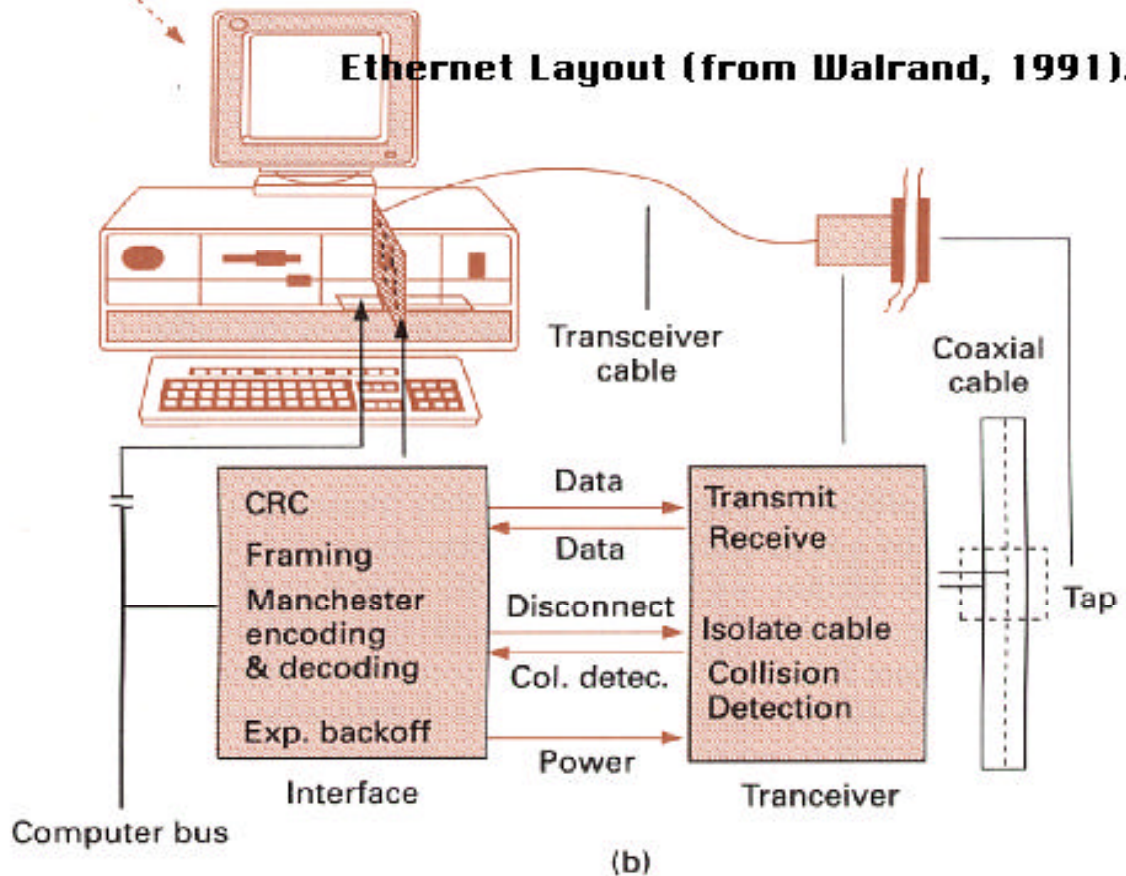 Ethernet Layout (from Walrand, 1991).
Transceiver
cable
Coaxial
cable
CRC
Framing
Manchester
encoding
& decoding
Exp. backoff
Interface
Data
Data
Disconnect
Col. detec.
Power
Transmit
Receive
Isolate cable
Collision
Detection
Tranceiver
Tap
Computer bus
(b)